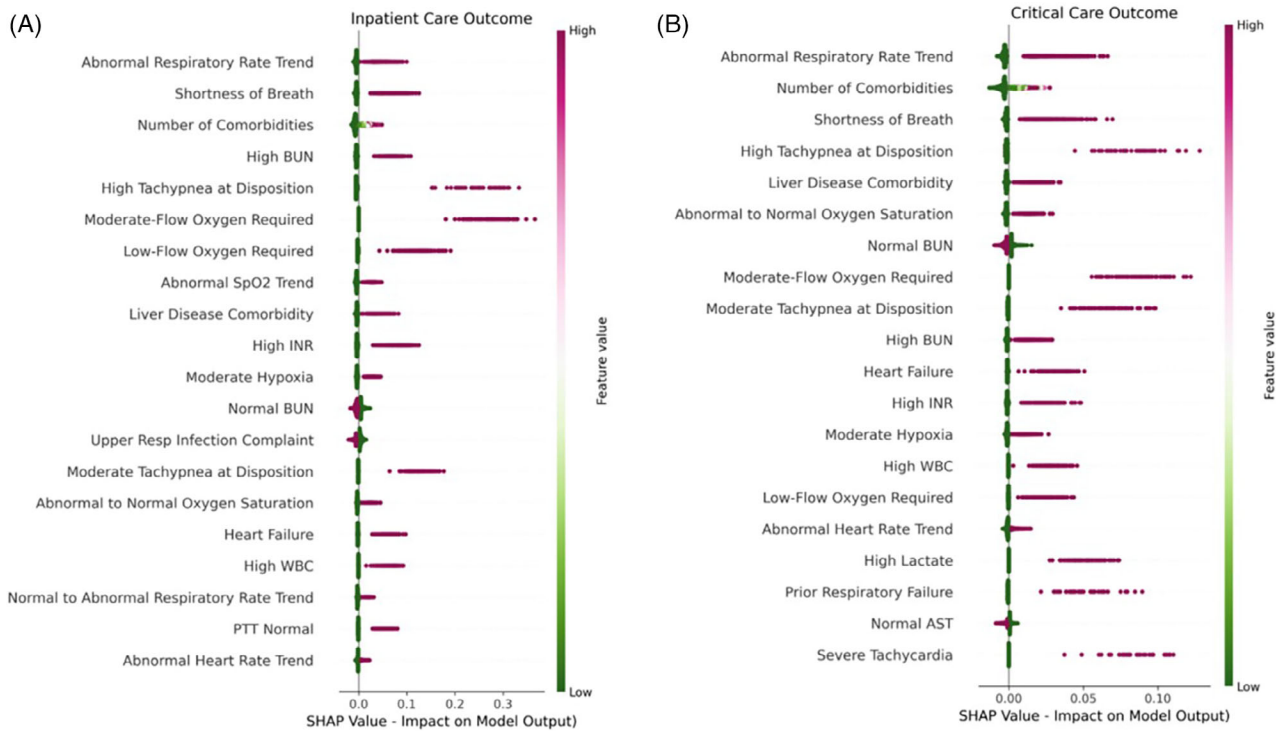 (A)
Inpatient Care Outcome
Abnormal Respiratory Rate Trend
Shortness of Breath
Number of Comorbidities
High BUN
High Tachypnea at Disposition
Moderate-Flow Oxygen Required
Low-Flow Oxygen Required
Abnormal SpO2 Trend
Liver Disease Comorbidity
High INR
Moderate Hypoxia
Normal BUN
Upper Resp Infection Complaint
Moderate Tachypnea at Disposition
Abnormal to Normal Oxygen Saturation
Heart Failure
High WBC
Normal to Abnormal Respiratory Rate Trend
PTT Normal
Abnormal Heart Rate Trend
0.0 0.1 0.2 0.3
SHAP Value - Impact on Model Output)
High
Feature value
Low
(B)
Critical Care Outcome
Abnormal Respiratory Rate Trend
Number of Comorbidities
Shortness of Breath
High Tachypnea at Disposition
Liver Disease Comorbidity
Abnormal to Normal Oxygen Saturation
Normal BUN
Moderate-Flow Oxygen Required
Moderate Tachypnea at Disposition
High BUN
Heart Failure
High INR
Moderate Hypoxia
High WBC
Low-Flow Oxygen Required
Abnormal Heart Rate Trend
High Lactate
Prior Respiratory Failure
Normal AST
Severe Tachycardia
0.00 0.05 0.10
SHAP Value - Impact on Model Output)
High
Feature value
Low